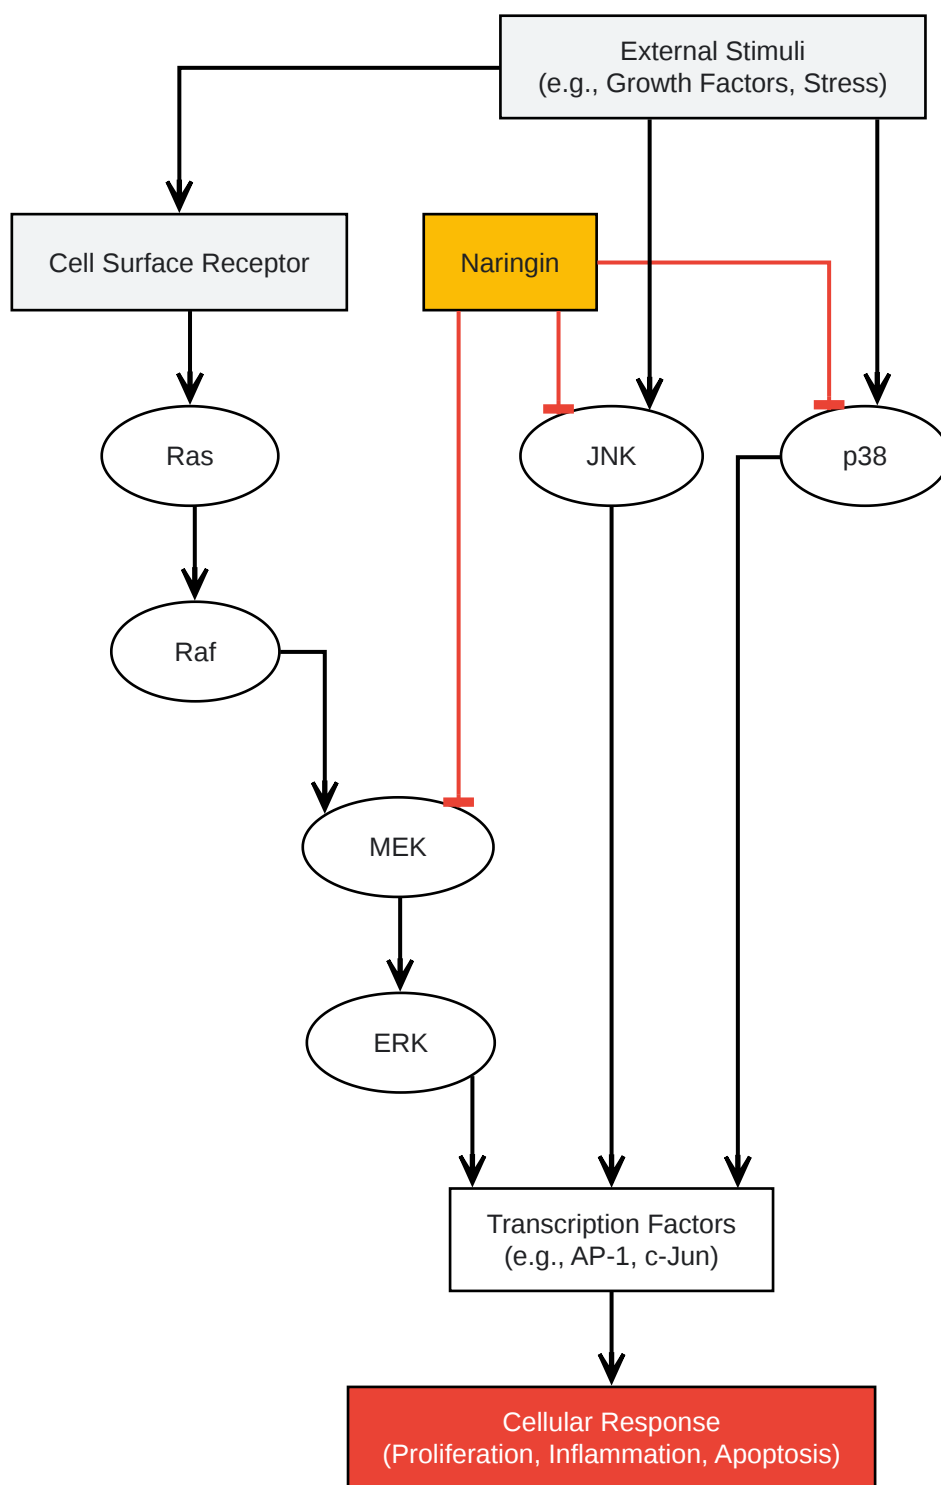 External Stimuli
(e.g., Growth Factors, Stress)
Cell Surface Receptor
Naringin
Ras
JNK
p38
Raf
MEK
ERK
Transcription Factors
(e.g., AP-1, c-Jun)
Cellular Response
(Proliferation, Inflammation, Apoptosis)